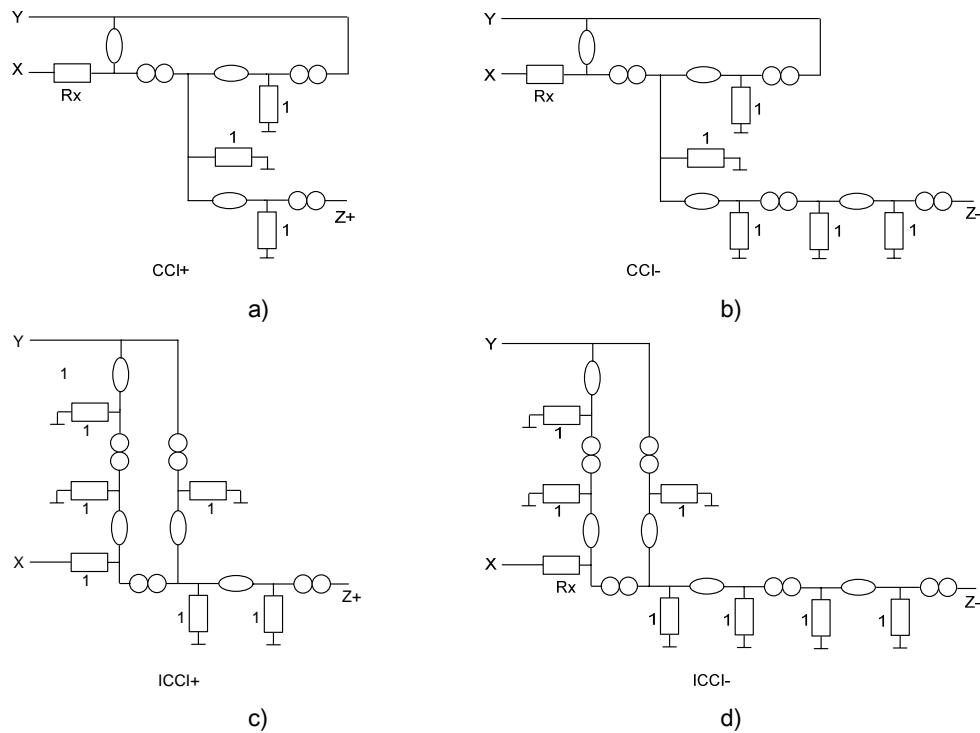 Y
X
Rx
1
1
1
Z+
CCI+
a)
Y
X
Rx
1
1
1
1
1
Z-
CCI-
b)
Y
1
1
1
1
X
1
1
1
Z+
ICCI+
c)
Y
1
1
1
X
Rx
1
1
1
1
Z-
ICCI-
d)